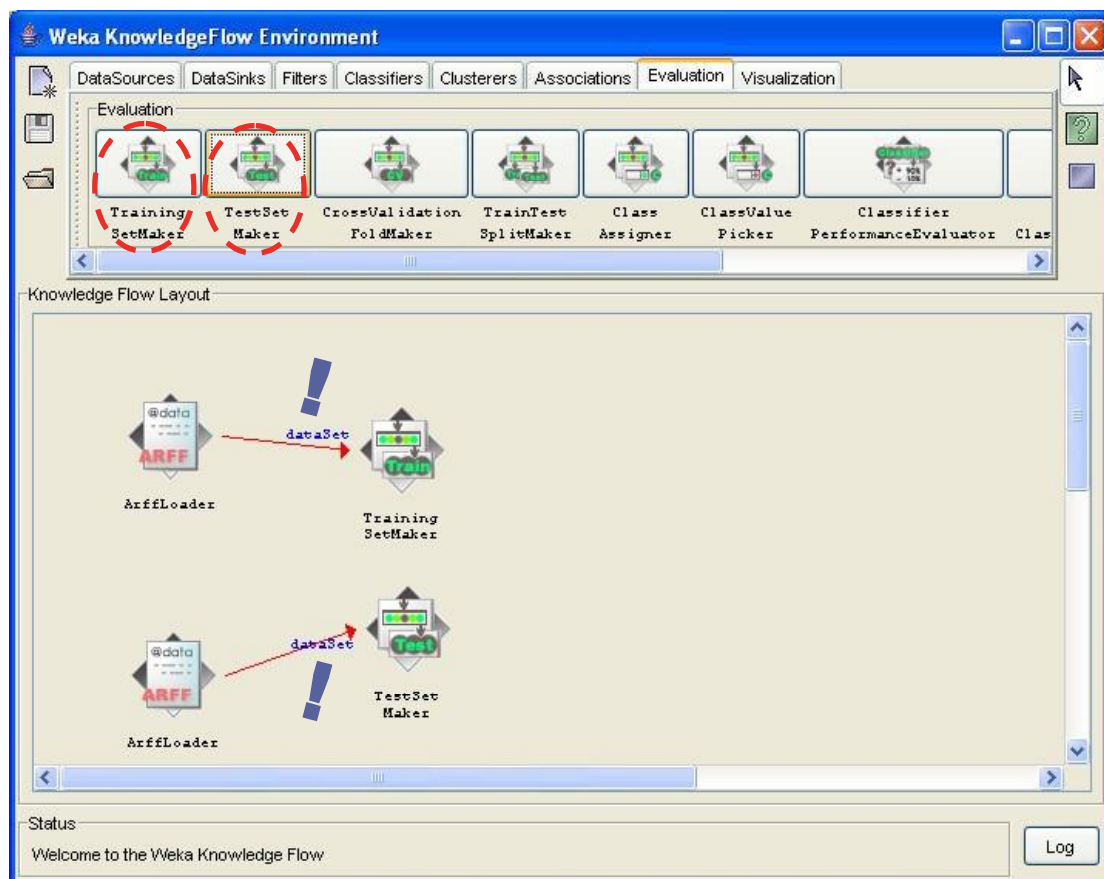 Weka KnowledgeFlow Environment
DataSources DataSinks Filters Classifiers Clusterers Associations Evaluation Visualization
Evaluation
Train Test CV Test
Training SetMaker
TestSet Maker
CrossValidation FoldMaker
TrainTest SplitMaker
Class Assigner
ClassValue Picker
Classifier PerformanceEvaluator
Clas
Knowledge Flow Layout
@data
ARFF
ArffLoader
!
dataSet
Train
Training
SetMaker
@data
ARFF
ArffLoader
dataSet
!
Test
TestSet
Maker
Status
Welcome to the Weka Knowledge Flow
Log